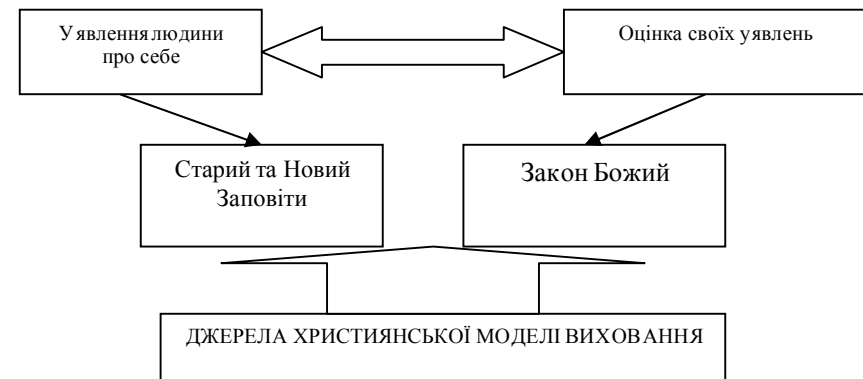 Уявлення людини
про себе
Оцінка своїх уявлень
Старий та Новий
Заповіти
Закон Божий
ДЖЕРЕЛА ХРИСТИЯНСЬКОЇ МОДЕЛІ ВИХОВАННЯ